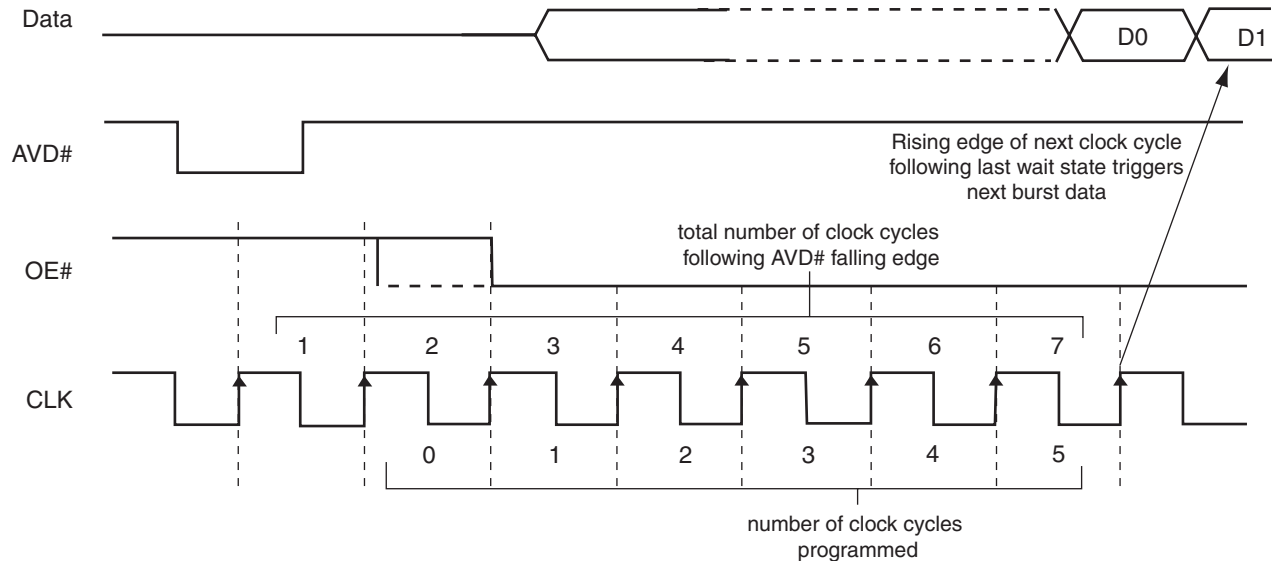 Data
D0
D1
AVD#
Rising edge of next clock cycle
following last wait state triggers
next burst data
total number of clock cycles
following AVD# falling edge
OE#
1 2 3 4 5 6 7
CLK
0 1 2 3 4 5
number of clock cycles
programmed